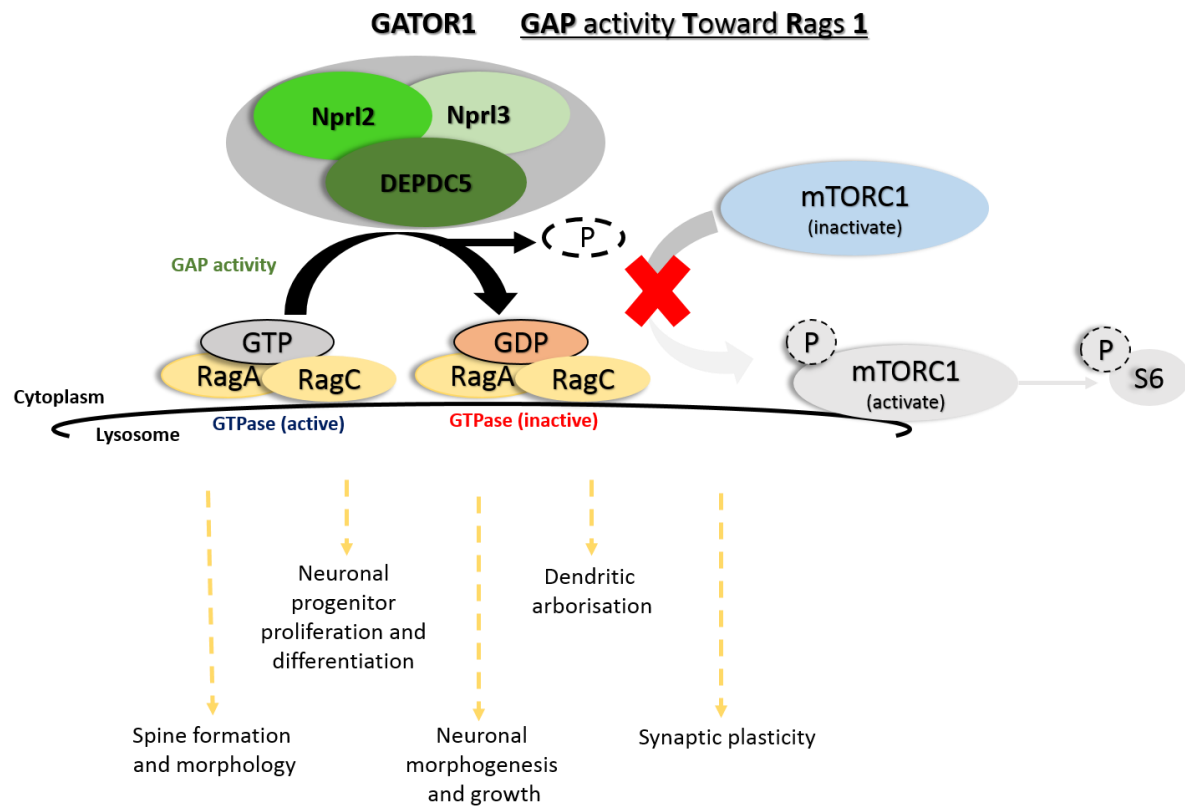 GATOR1 GAP activity Toward Rags 1
Nprl2
Nprl3
DEPDC5
mTORC1
(inactivate)
P
GAP activity
GTP
RagA
RagC
GDP
RagA
RagC
P
mTORC1
(activate)
P
S6
Cytoplasm
Lysosome
GTPase (active)
GTPase (inactive)
Neuronal
progenitor
proliferation and
differentiation
Dendritic
arborisation
Spine formation
and morphology
Neuronal
morphogenesis
and growth
Synaptic plasticity